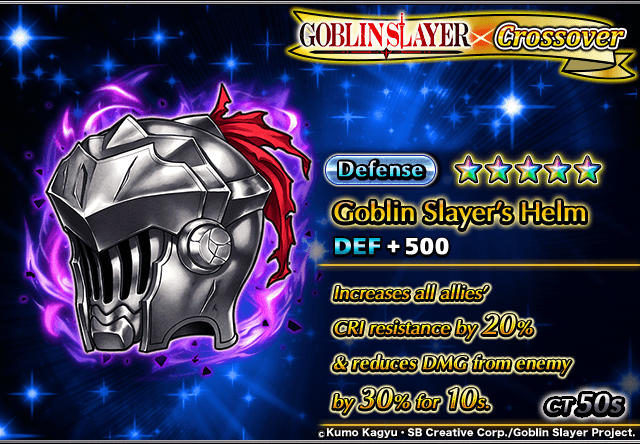 GOBLIN SLAYER × Crossover
Defense
Goblin Slayer's Helm
DEF + 500
Increases all allies'
CRI resistance by 20%
& reduces DMG from enemy
by 30% for 10s.
CT 50s
©Kumo Kagyu・SB Creative Corp./Goblin Slayer Project.